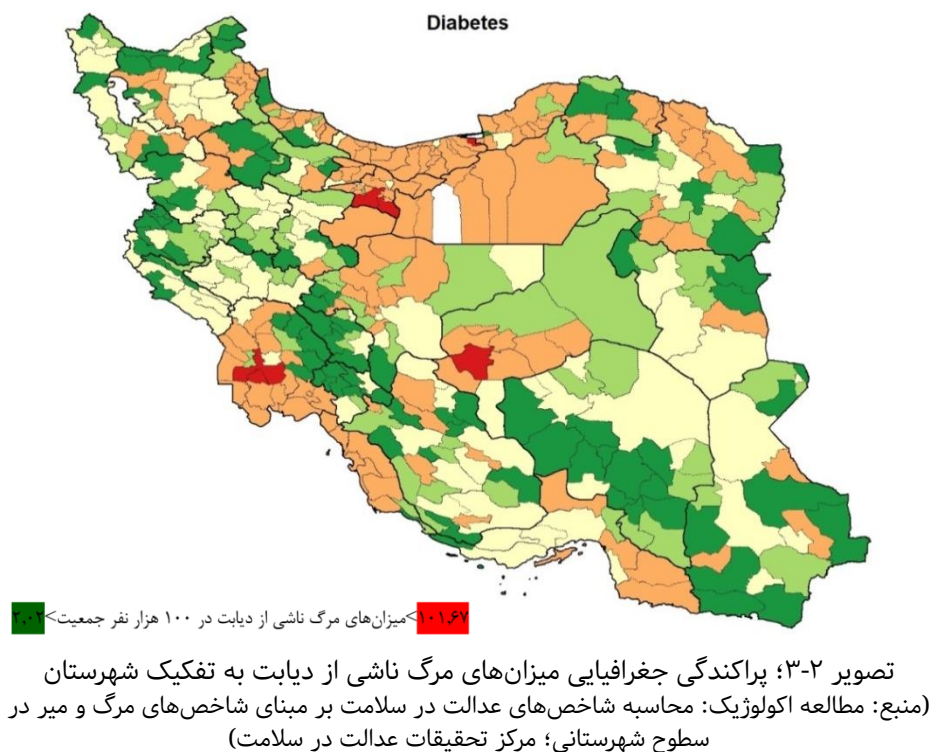 Diabetes
۱۰۱,۶۷>میزان‌های مرگ ناشی از دیابت در ۱۰۰ هزار نفر جمعیت>۲,۰۲
تصویر ۲-۳؛ پراکندگی جغرافیایی میزان‌های مرگ ناشی از دیابت به تفکیک شهرستان
(منبع: مطالعه اکولوژیک: محاسبه شاخص‌های عدالت در سلامت بر مبنای شاخص‌های مرگ و میر در
سطوح شهرستانی؛ مرکز تحقیقات عدالت در سلامت)